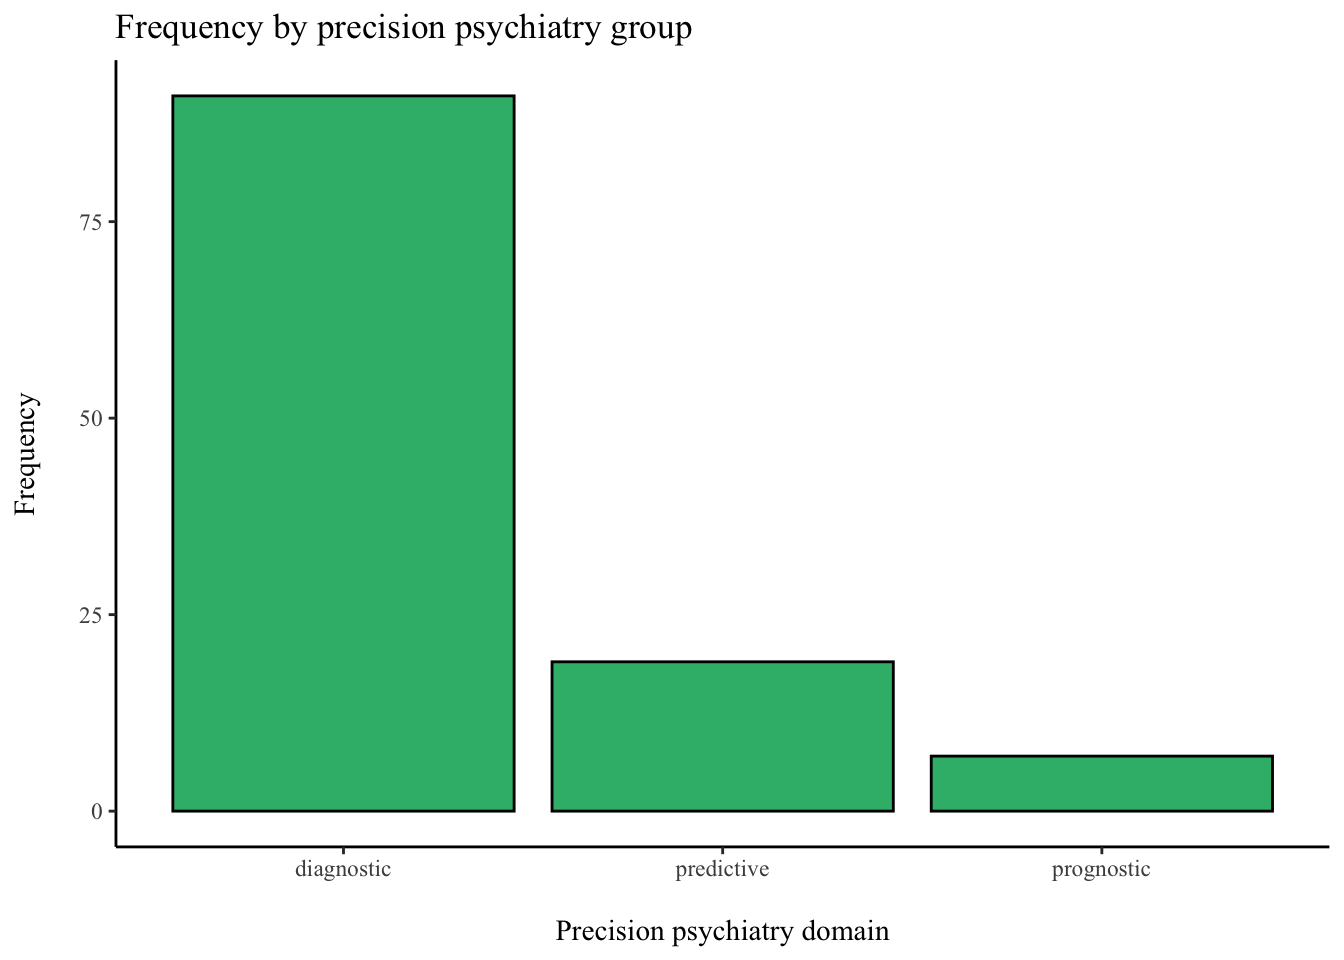 Frequency by precision psychiatry group
Frequency
75
50
25
0
diagnostic predictive prognostic
Precision psychiatry domain